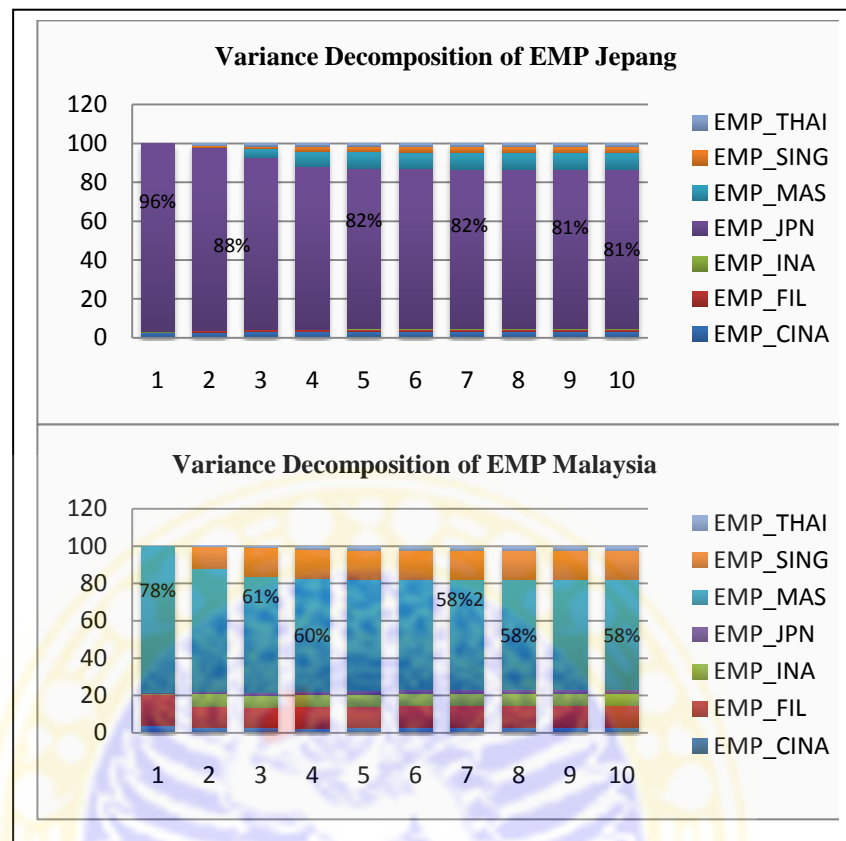 Variance Decomposition of EMP Jepang
120
100
80
60
40
20
0
96%
88%
82%
82%
81%
81%
1 2 3 4 5 6 7 8 9 10
EMP_THAI
EMP_SING
EMP_MAS
EMP_JPN
EMP_INA
EMP_FIL
EMP_CINA
Variance Decomposition of EMP Malaysia
120
100
80
60
40
20
0
78%
61%
60%
58%2
58%
58%
1 2 3 4 5 6 7 8 9 10
EMP_THAI
EMP_SING
EMP_MAS
EMP_JPN
EMP_INA
EMP_FIL
EMP_CINA